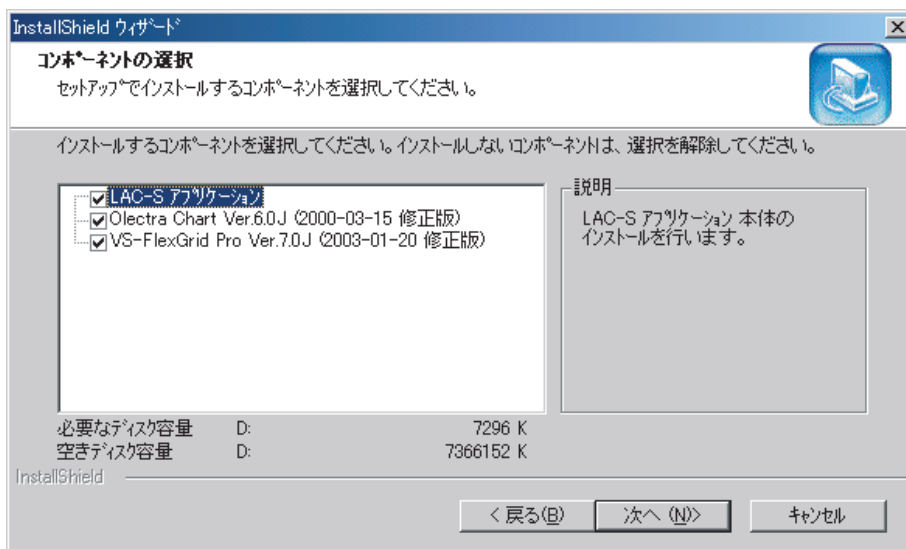 InstallShield ウィザード
コンポーネントの選択
セットアップでインストールするコンポーネントを選択してください。
インストールするコンポーネントを選択してください。インストールしないコンポーネントは、選択を解除してください。
LAC-S アプリケーション
Olectra Chart Ver.6.0J (2000-03-15 修正版)
VS-FlexGrid Pro Ver.7.0J (2003-01-20 修正版)
説明
LAC-S アプリケーション 本体の
インストールを行います。
必要なディスク容量 D: 7296 K
空きディスク容量 D: 7366152 K
InstallShield
< 戻る(B) 次へ (N)> キャンセル